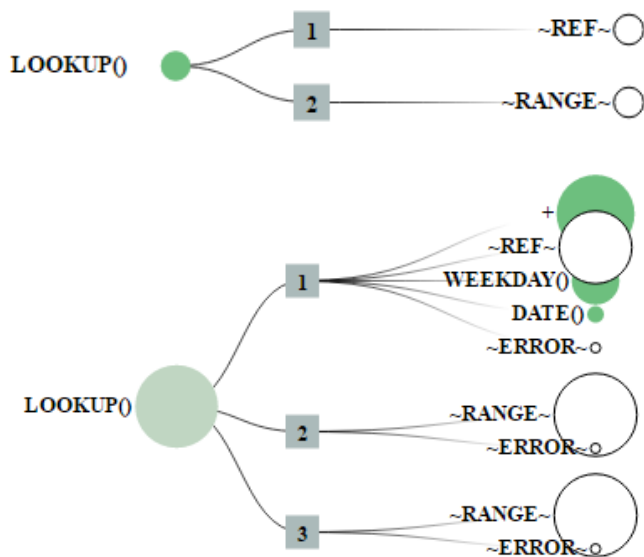 1
~REF~
LOOKUP()
2
~RANGE~
+
~REF~
1
WEEKDAY()
DATE()
~ERROR~
LOOKUP()
~RANGE~
2
~ERROR~
~RANGE~
3
~ERROR~